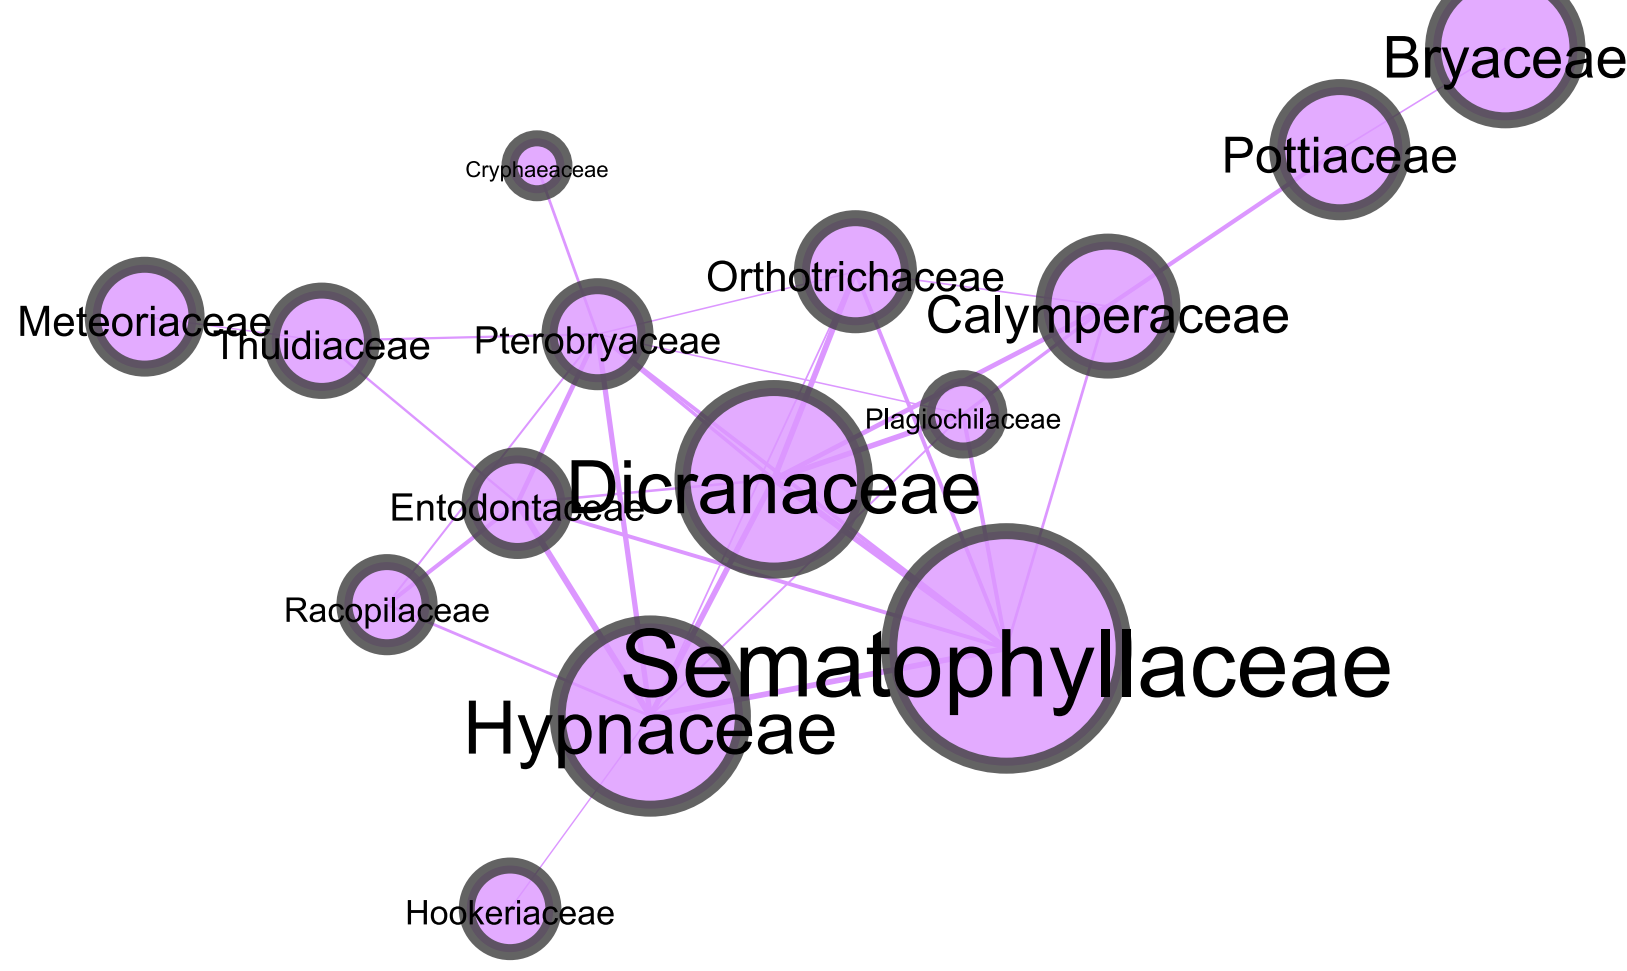 Bryaceae
Pottiaceae
Cryphaeaceae
Orthotrichaceae
Calymperaceae
Meteoriaceae
Thuidiaceae
Pterobryaceae
Plagiochilaceae
Dicranaceae
Entodontaceae
Racopilaceae
Sematophyllaceae
Hypnaceae
Hookeriaceae